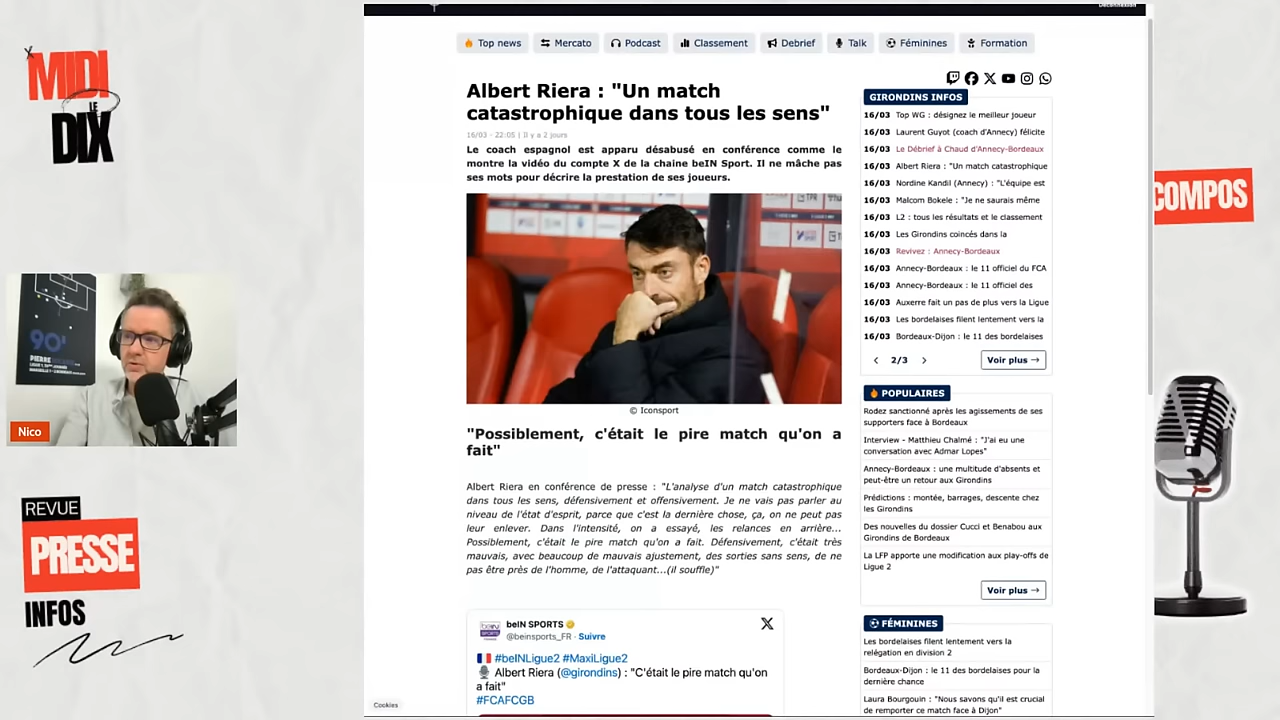 MIDI
LE
DIX
Nico
REVUE
PRESSE
INFOS
COMPOS
90'
Déconnexion
Top news
Mercato
Podcast
Classement
Debrief
Talk
Féminines
Formation
Albert Riera : "Un match
catastrophique dans tous les sens"
16/03 - 22:05 | Il y a 2 jours
Le coach espagnol est apparu désabusé en conférence comme le
montre la vidéo du compte X de la chaine beIN Sport. Il ne mâche pas
ses mots pour décrire la prestation de ses joueurs.
© Iconsport
"Possiblement, c'était le pire match qu'on a
fait"
Albert Riera en conférence de presse : "L'analyse d'un match catastrophique
dans tous les sens, défensivement et offensivement. Je ne vais pas parler au
niveau de l'état d'esprit, parce que c'est la dernière chose, ça, on ne peut pas
leur enlever. Dans l'intensité, on a essayé, les relances en arrière...
Possiblement, c'était le pire match qu'on a fait. Défensivement, c'était très
mauvais, avec beaucoup de mauvais ajustement, des sorties sans sens, de ne
pas être près de l'homme, de l'attaquant...(il souffle)"
beIN SPORTS
@beinsports_FR · Suivre
#beINLigue2 #MaxiLigue2
Albert Riera (@girondins) : "C'était le pire match qu'on
a fait"
#FCAFCGB
Cookies
GIRONDINS INFOS
16/03 Top WG : désignez le meilleur joueur
16/03 Laurent Guyot (coach d'Annecy) félicite
16/03 Le Débrief à Chaud d'Annecy-Bordeaux
16/03 Albert Riera : "Un match catastrophique
16/03 Nordine Kandil (Annecy) : "L'équipe est
16/03 Malcom Bokele : "Je ne saurais même
16/03 L2 : tous les résultats et le classement
16/03 Les Girondins coincés dans la
16/03 Revivez : Annecy-Bordeaux
16/03 Annecy-Bordeaux : le 11 officiel du FCA
16/03 Annecy-Bordeaux : le 11 officiel des
16/03 Auxerre fait un pas de plus vers la Ligue
16/03 Les bordelaises filent lentement vers la
16/03 Bordeaux-Dijon : le 11 des bordelaises
2/3
Voir plus →
POPULAIRES
Rodez sanctionné après les agissements de ses
supporters face à Bordeaux
Interview - Matthieu Chalmé : "J'ai eu une
conversation avec Admar Lopes"
Annecy-Bordeaux : une multitude d'absents et
peut-être un retour aux Girondins
Prédictions : montée, barrages, descente chez
les Girondins
Des nouvelles du dossier Cucci et Benabou aux
Girondins de Bordeaux
La LFP apporte une modification aux play-offs de
Ligue 2
Voir plus →
FÉMININES
Les bordelaises filent lentement vers la
relégation en division 2
Bordeaux-Dijon : le 11 des bordelaises pour la
dernière chance
Laura Bourgouin : "Nous savons qu'il est crucial
de remporter ce match face à Dijon"